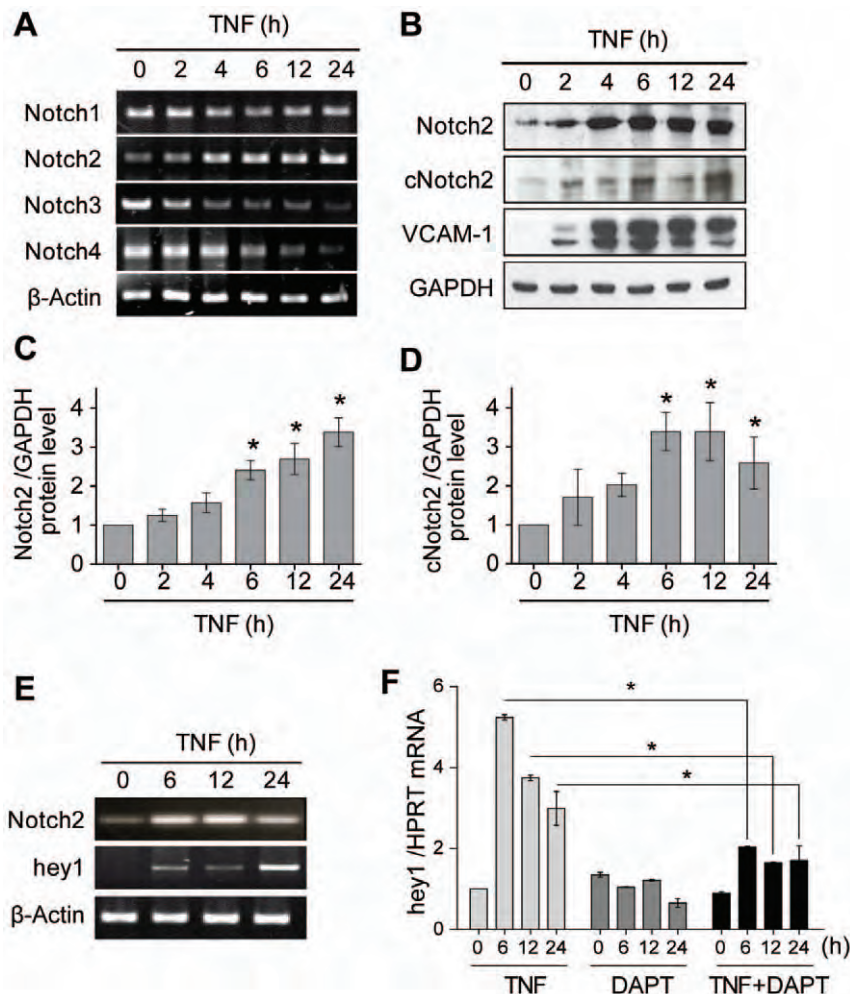 A
TNF (h)
0 2 4 6 12 24
Notch1
Notch2
Notch3
Notch4
β-Actin
B
TNF (h)
0 2 4 6 12 24
Notch2
cNotch2
VCAM-1
GAPDH
C
Notch2 /GAPDH
protein level
4
3
2
1
0
* * *
0 2 4 6 12 24
TNF (h)
D
cNotch2 /GAPDH
protein level
4
3
2
1
0
* * *
0 2 4 6 12 24
TNF (h)
E
TNF (h)
0 6 12 24
Notch2
hey1
β-Actin
F
hey1 /HPRT mRNA
6
4
2
0
*
*
*
0 6 12 24 0 6 12 24 0 6 12 24 (h)
TNF DAPT TNF+DAPT